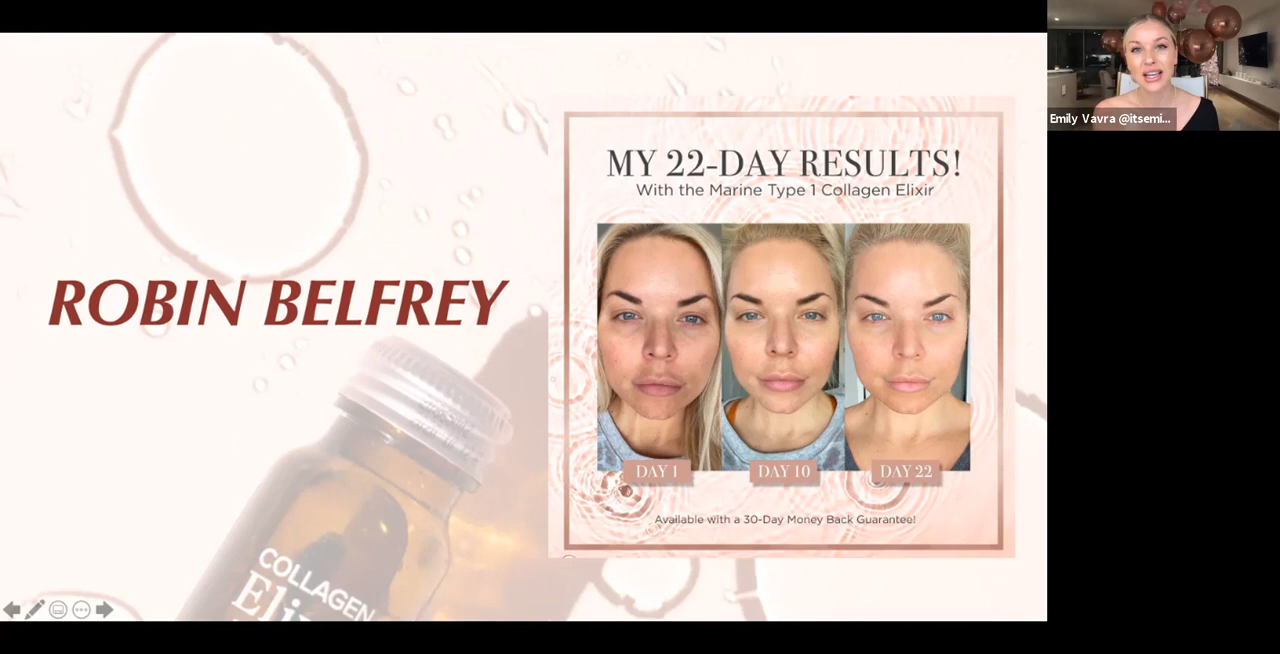 Emily Vavra @itsemi...
MY 22-DAY RESULTS!
With the Marine Type 1 Collagen Elixir
ROBIN BELFREY
DAY 1
DAY 10
DAY 22
Available with a 30-Day Money Back Guarantee!
COLLAGEN